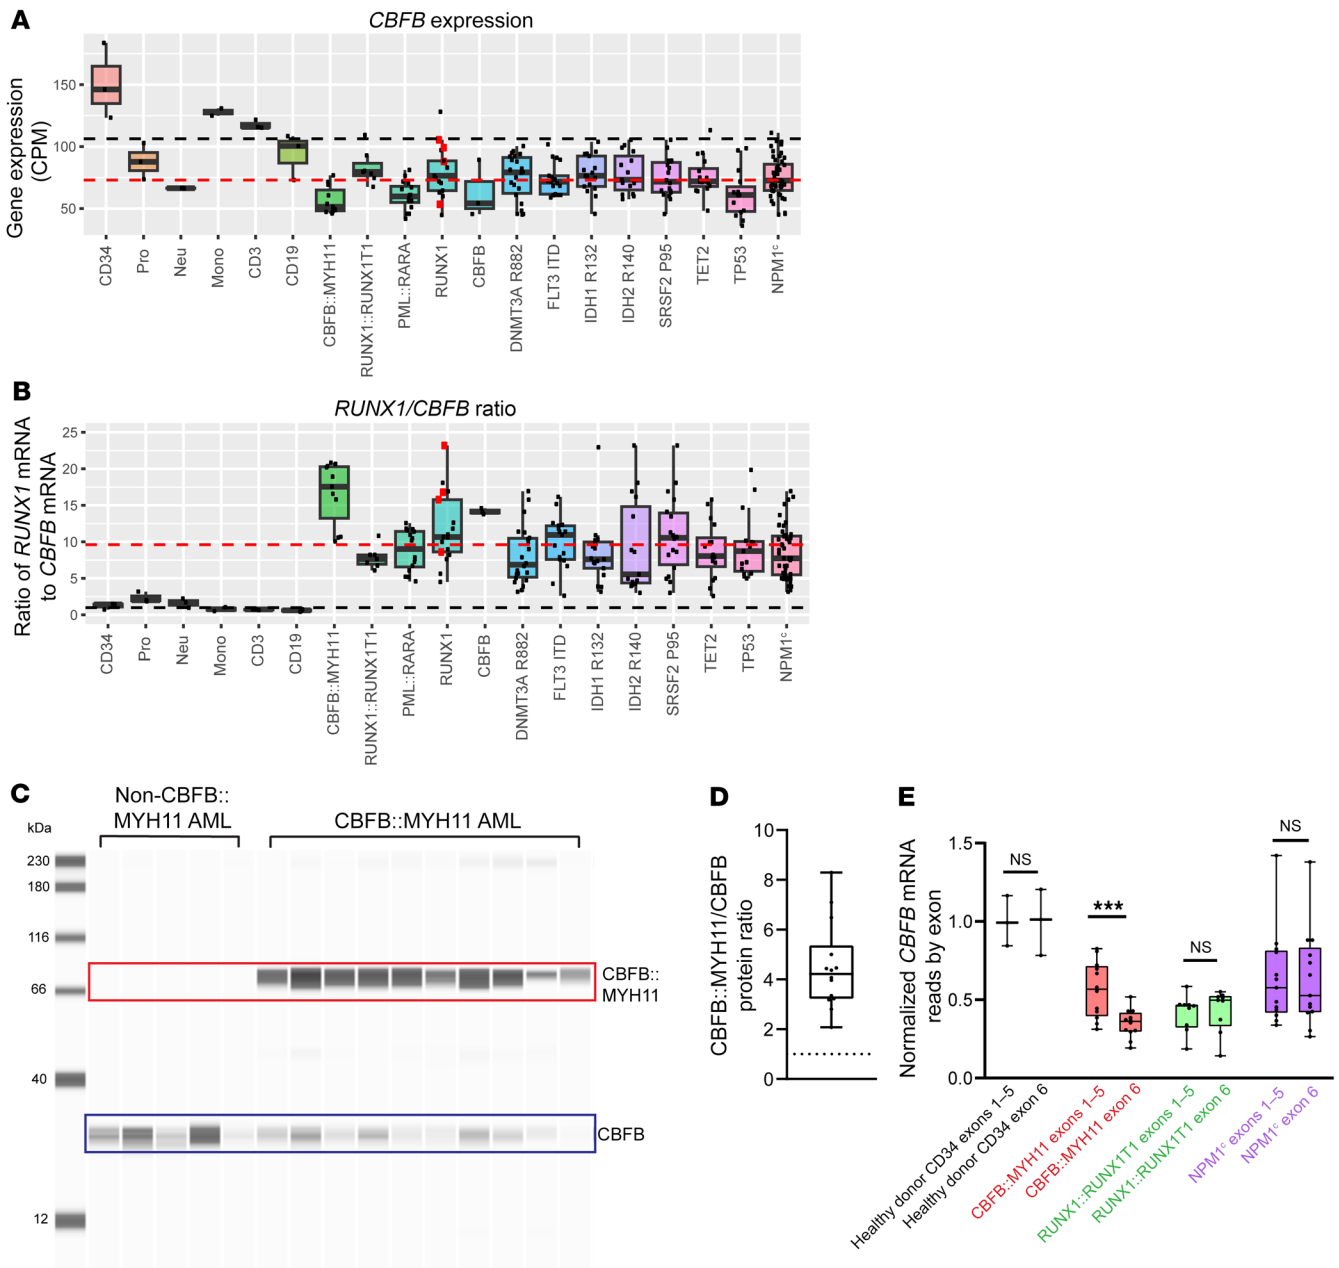 A
CBFB expression
Gene expression
(CPM)
150
100
50
CD34
Pro
Neu
Mono
CD3
CD19
CBFB::MYH11
RUNX1::RUNX1T1
PML::RARA
RUNX1
CBFB
DNMT3A R882
FLT3 ITD
IDH1 R132
IDH2 R140
SRSF2 P95
TET2
TP53
NPM1ᶜ
B
RUNX1/CBFB ratio
Ratio of RUNX1 mRNA
to CBFB mRNA
25
20
15
10
5
0
CD34
Pro
Neu
Mono
CD3
CD19
CBFB::MYH11
RUNX1::RUNX1T1
PML::RARA
RUNX1
CBFB
DNMT3A R882
FLT3 ITD
IDH1 R132
IDH2 R140
SRSF2 P95
TET2
TP53
NPM1ᶜ
C
Non-CBFB::
MYH11 AML
CBFB::MYH11 AML
kDa
230
180
116
66
40
12
CBFB::
MYH11
CBFB
D
CBFB::MYH11/CBFB
protein ratio
10
8
6
4
2
0
E
Normalized CBFB mRNA
reads by exon
1.5
1.0
0.5
0.0
NS
***
NS
NS
Healthy donor CD34 exons 1–5
Healthy donor CD34 exon 6
CBFB::MYH11 exons 1–5
CBFB::MYH11 exon 6
RUNX1::RUNX1T1 exons 1–5
RUNX1::RUNX1T1 exon 6
NPM1ᶜ exons 1–5
NPM1ᶜ exon 6